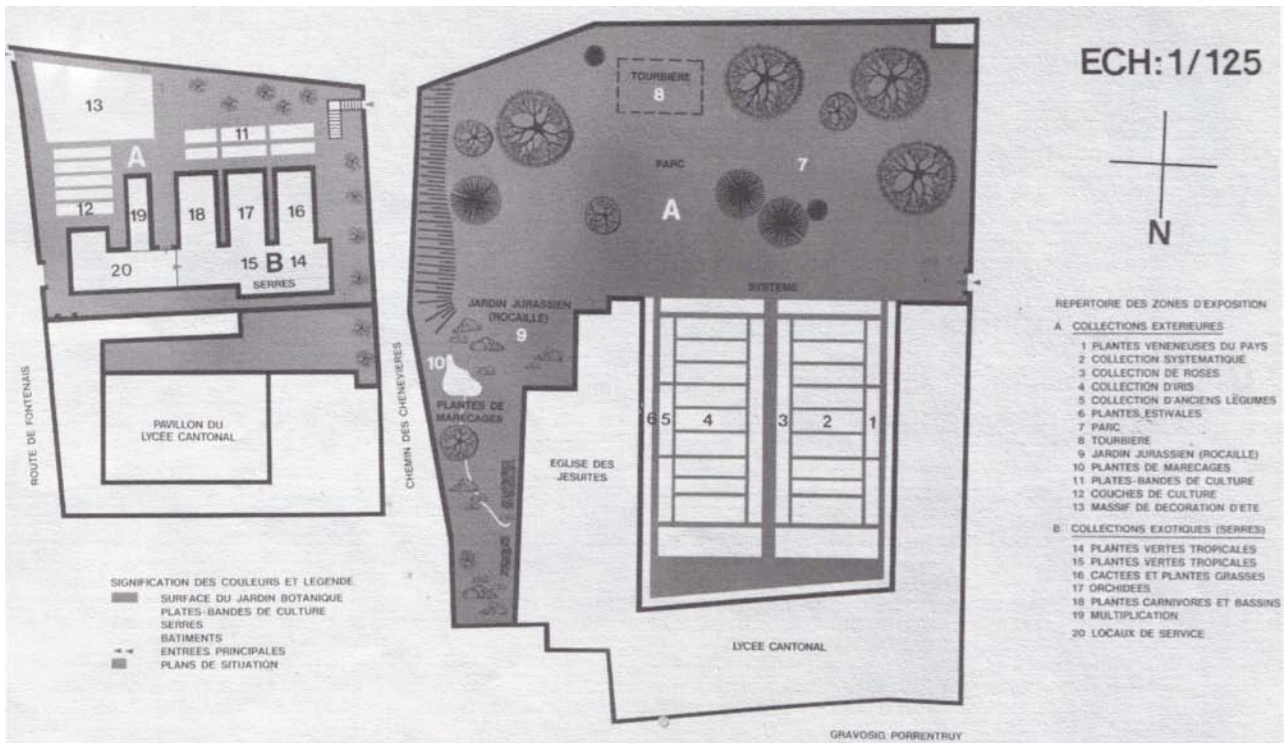 ECH:1/125
N
13
11
A
12
19
18
17
16
20
15
B
14
SERRES
PAVILLON DU
LYCÉE CANTONAL
ROUTE DE FONTENAIS
CHEMIN DES CHENEVIERES
TOURBIÈRE
8
PARC
7
A
SYSTEME
JARDIN JURASSIEN
(ROCAILLE)
9
10
PLANTES DE
MARECAGES
EGLISE DES
JESUITES
6
5
4
3
2
1
LYCÉE CANTONAL
SIGNIFICATION DES COULEURS ET LEGENDE
SURFACE DU JARDIN BOTANIQUE
PLATES-BANDES DE CULTURE
SERRES
BATIMENTS
ENTREES PRINCIPALES
PLANS DE SITUATION
REPERTOIRE DES ZONES D'EXPOSITION
A COLLECTIONS EXTERIEURES
1 PLANTES VENENEUSES DU PAYS
2 COLLECTION SYSTEMATIQUE
3 COLLECTION DE ROSES
4 COLLECTION D'IRIS
5 COLLECTION D'ANCIENS LÉGUMES
6 PLANTES ESTIVALES
7 PARC
8 TOURBIERE
9 JARDIN JURASSIEN (ROCAILLE)
10 PLANTES DE MARECAGES
11 PLATES-BANDES DE CULTURE
12 COUCHES DE CULTURE
13 MASSIF DE DECORATION D'ETE
B COLLECTIONS EXOTIQUES (SERRES)
14 PLANTES VERTES TROPICALES
15 PLANTES VERTES TROPICALES
16 CACTEES ET PLANTES GRASSES
17 ORCHIDEES
18 PLANTES CARNIVORES ET BASSINS
19 MULTIPLICATION
20 LOCAUX DE SERVICE
GRAVOSIG PORRENTRUY